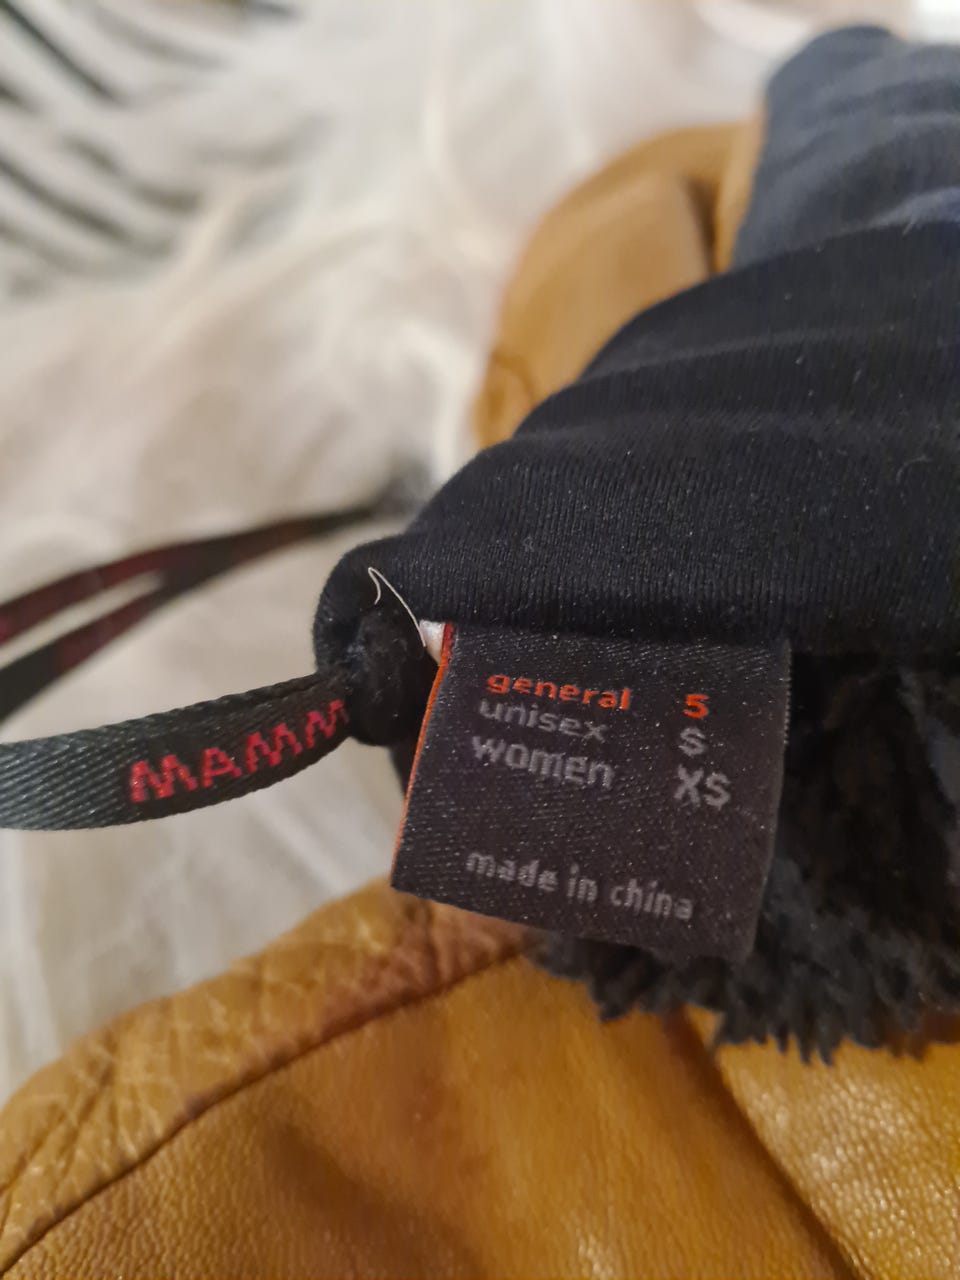 MAMM
general 5
unisex S
women XS
made in china